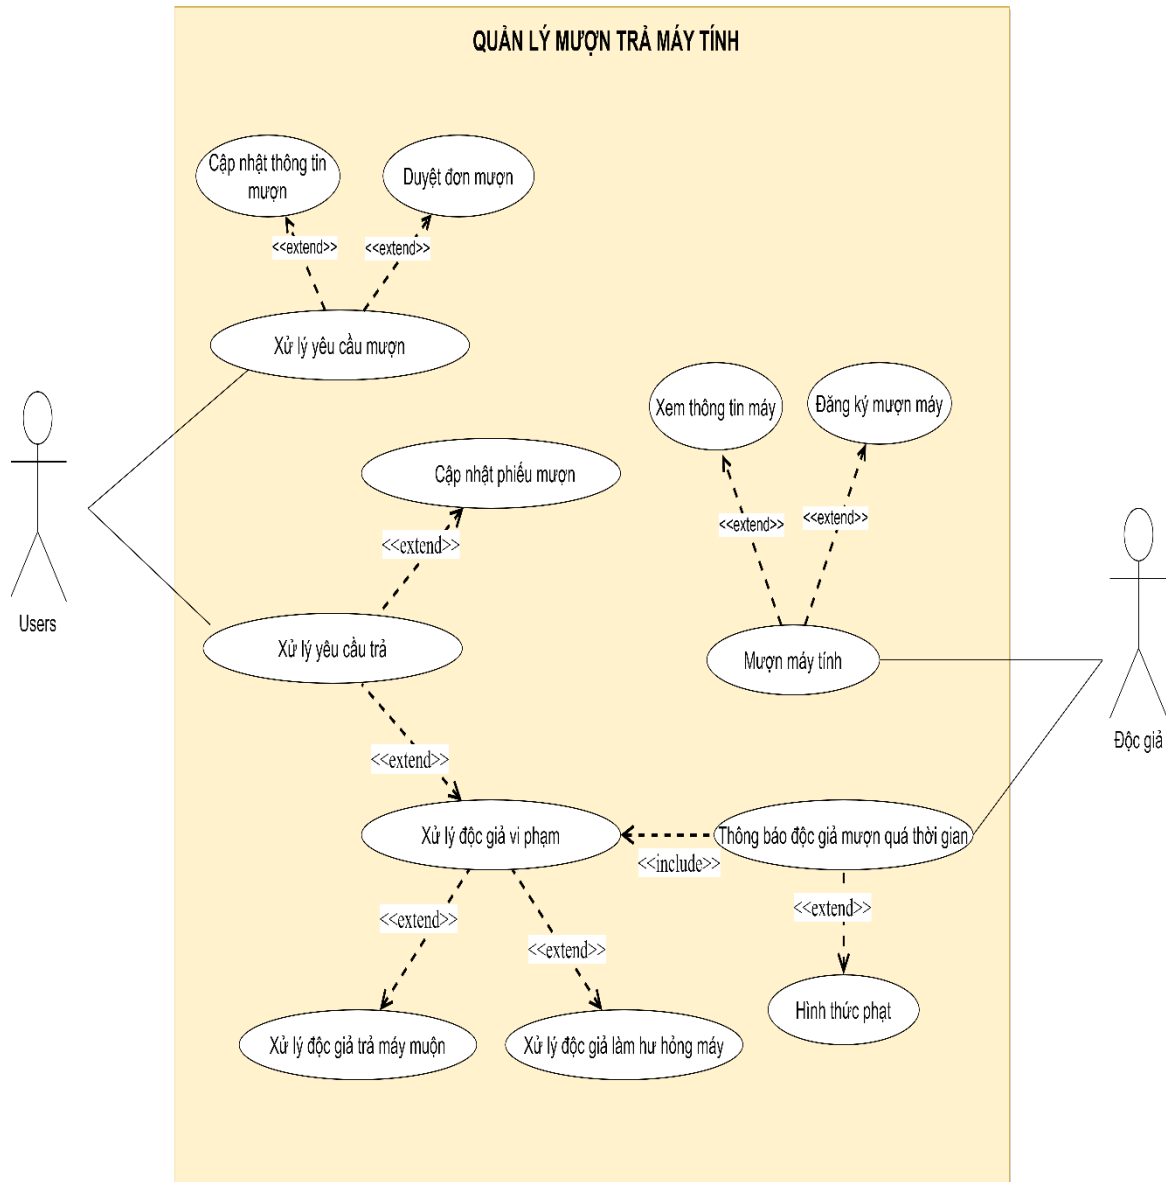 QUẢN LÝ MƯỢN TRẢ MÁY TÍNH
Cập nhật thông tin
mượn
Duyệt đơn mượn
<<extend>>
<<extend>>
Xử lý yêu cầu mượn
Xem thông tin máy
Đăng ký mượn máy
Cập nhật phiếu mượn
<<extend>>
<<extend>>
<<extend>>
Users
Xử lý yêu cầu trả
Mượn máy tính
Độc giả
<<extend>>
Xử lý độc giả vi phạm
Thông báo độc giả mượn quá thời gian
<<include>>
<<extend>>
<<extend>>
<<extend>>
Hình thức phạt
Xử lý độc giả trả máy muộn
Xử lý độc giả làm hư hỏng máy